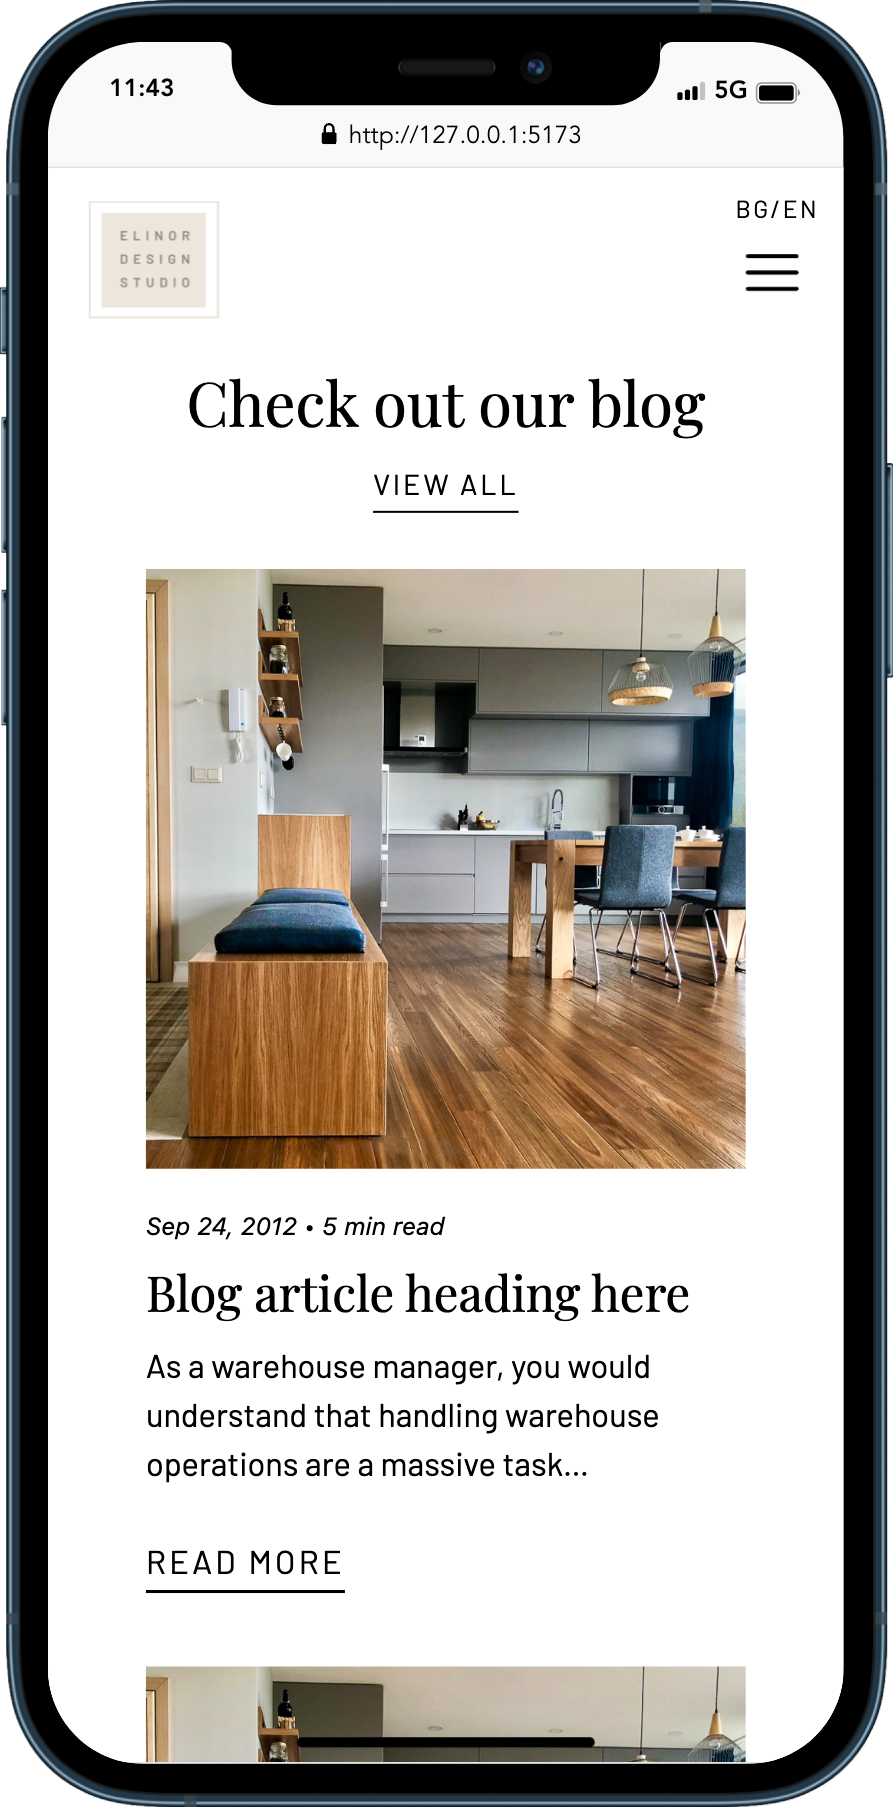 11:43
5G
http://127.0.0.1:5173
BG/EN
ELINOR
DESIGN
STUDIO
Check out our blog
VIEW ALL
Sep 24, 2012 • 5 min read
Blog article heading here
As a warehouse manager, you would
understand that handling warehouse
operations are a massive task...
READ MORE